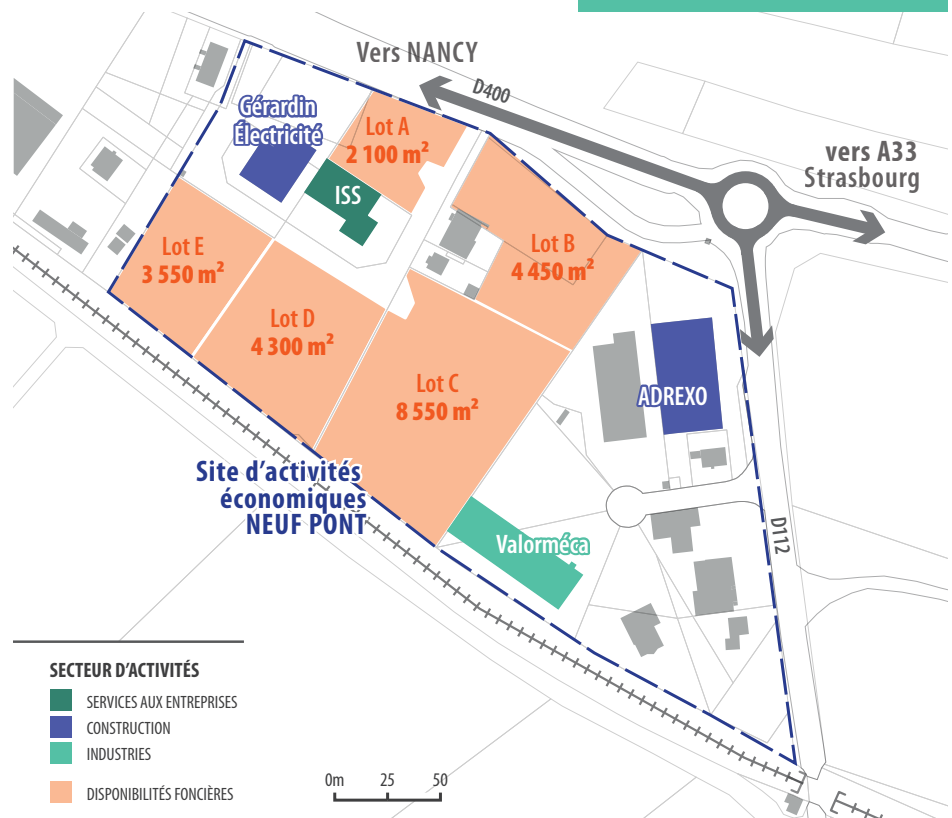 Vers NANCY
D400
vers A33
Strasbourg
Gérardin
Électricité
Lot A
2 100 m²
ISS
Lot B
4 450 m²
Lot E
3 550 m²
Lot D
4 300 m²
Lot C
8 550 m²
ADREXO
Site d'activités
économiques
NEUF PONT
Valorméca
D112
SECTEUR D'ACTIVITÉS
SERVICES AUX ENTREPRISES
CONSTRUCTION
INDUSTRIES
DISPONIBILITÉS FONCIÈRES
0m 25 50